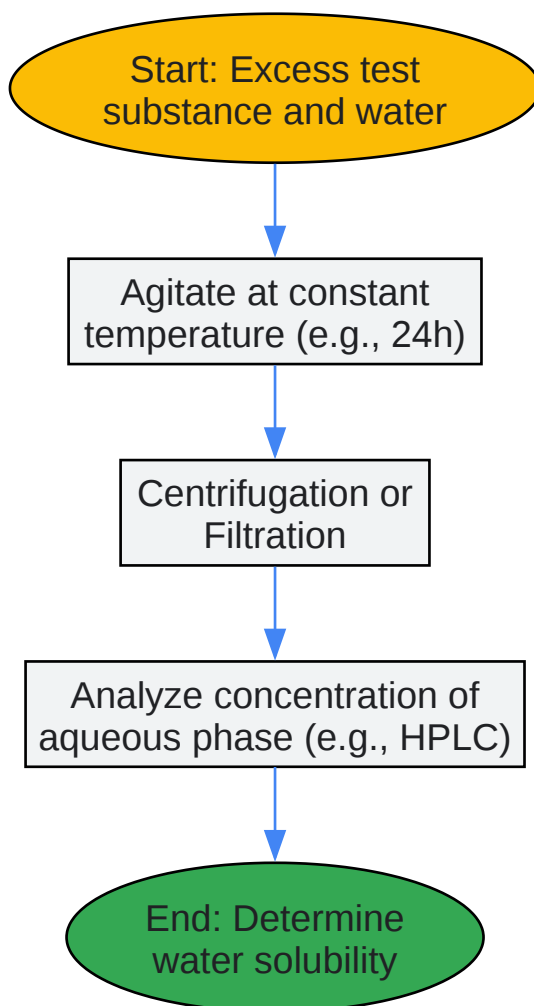 Start: Excess test
substance and water
Agitate at constant
temperature (e.g., 24h)
Centrifugation or
Filtration
Analyze concentration of
aqueous phase (e.g., HPLC)
End: Determine
water solubility